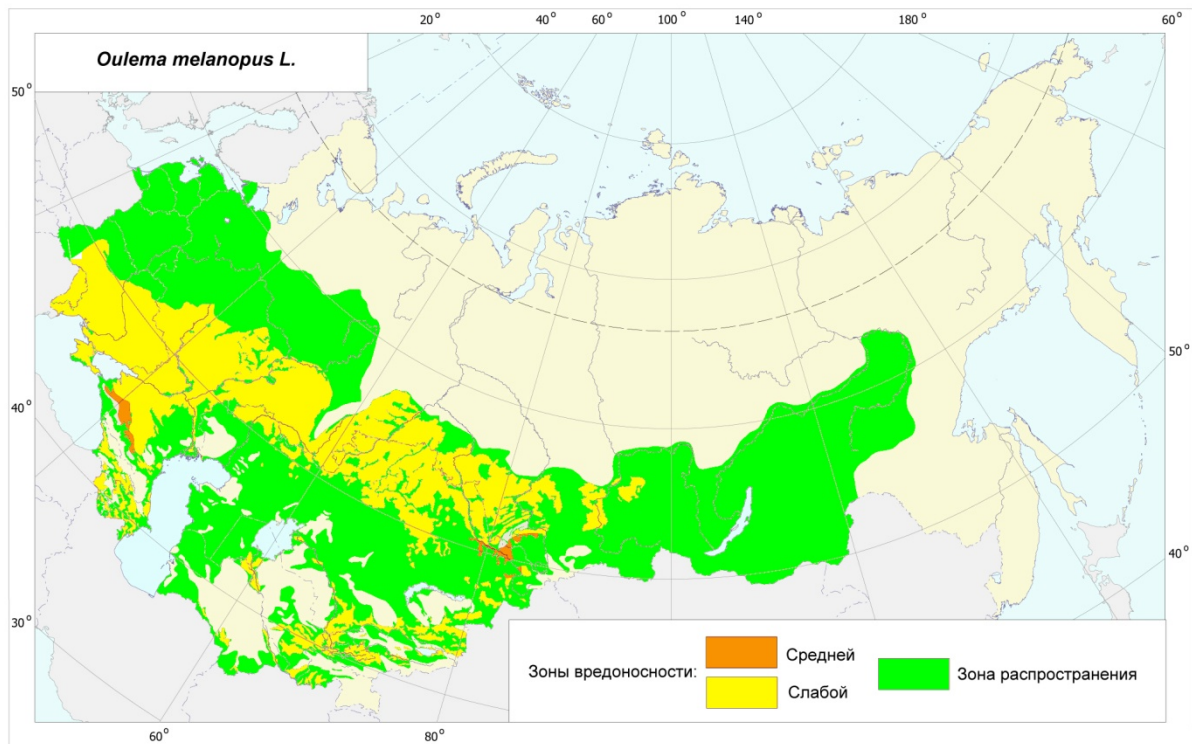 20° 40° 60° 100° 140° 180° 60°
Oulema melanopus L.
50°
50°
40°
40°
30°
Зоны вредоносности:
Средней
Слабой
Зона распространения
60° 80°